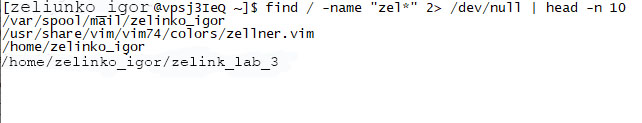 [zeliunko_igor@vpsj3IeQ ~]$ find / -name "zel*" 2> /dev/null | head -n 10
/var/spool/mail/zelinko_igor
/usr/share/vim/vim74/colors/zellner.vim
/home/zelinko_igor
/home/zelinko_igor/zelink_lab_3